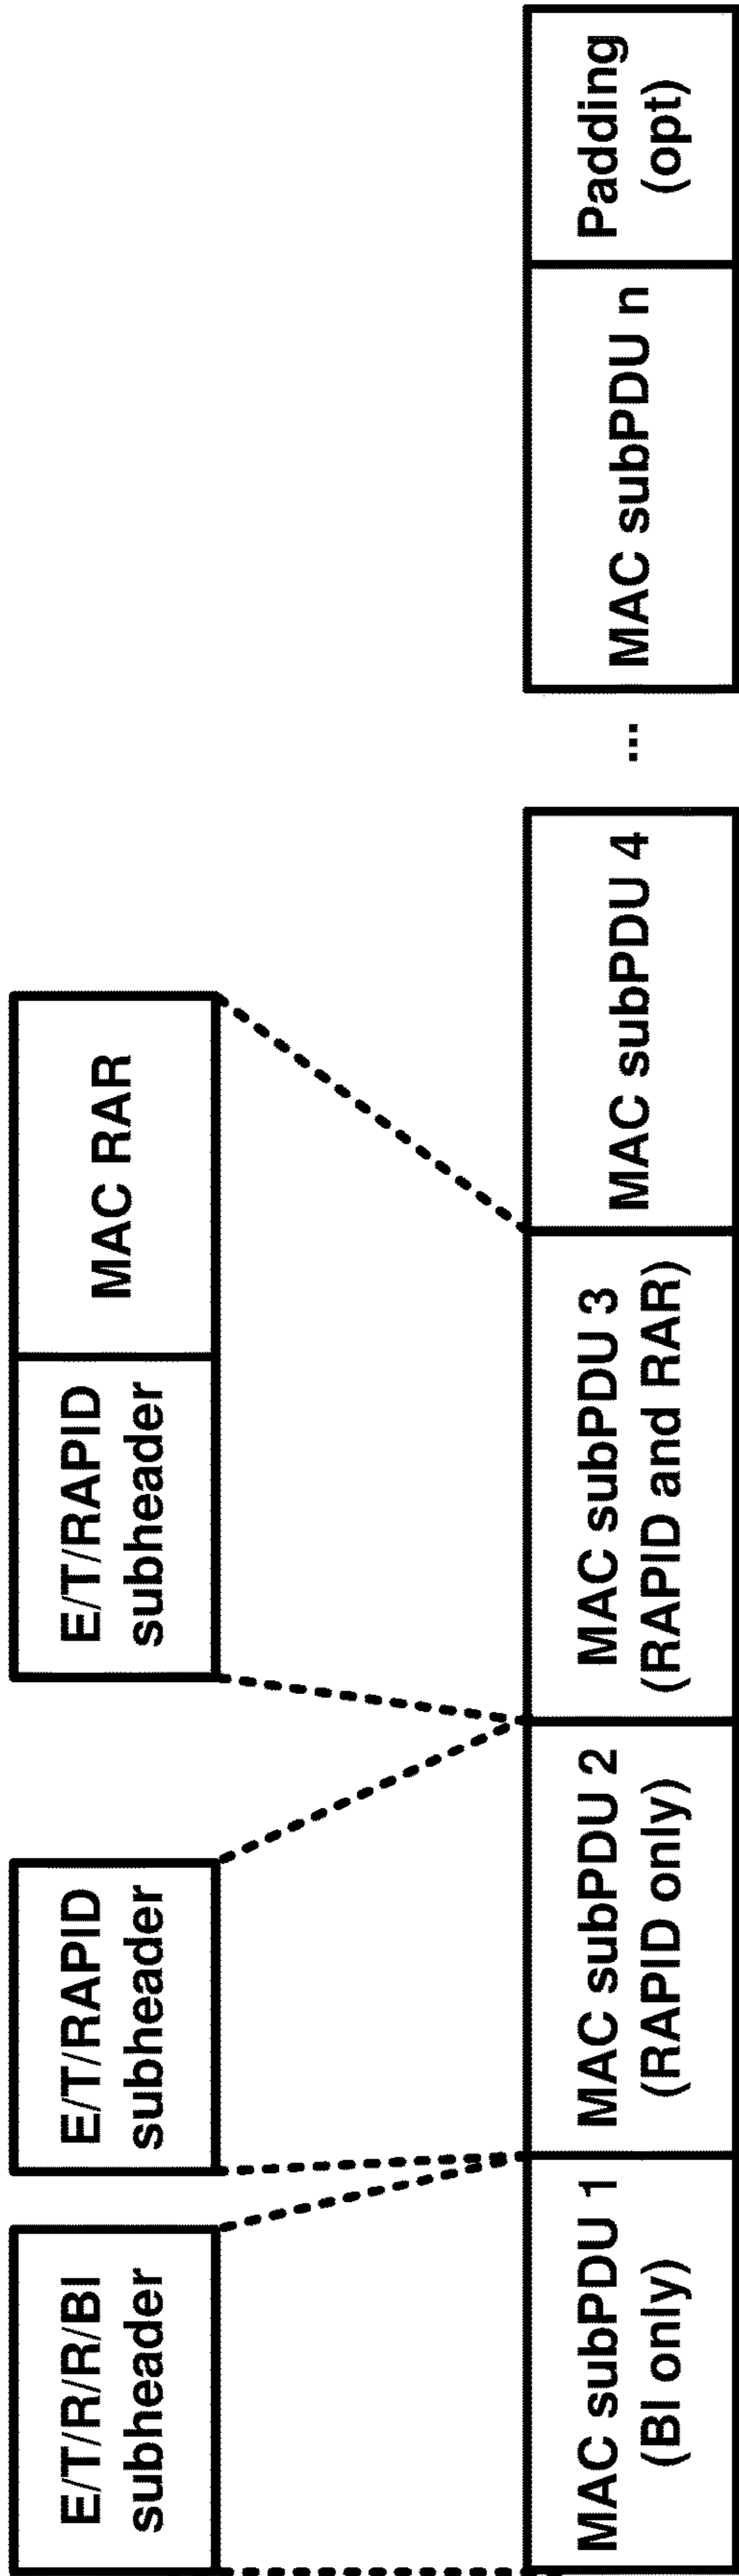 E/T/R/R/BI
subheader
E/T/RAPID
subheader
E/T/RAPID
subheader
MAC RAR
MAC subPDU 1
(BI only)
MAC subPDU 2
(RAPID only)
MAC subPDU 3
(RAPID and RAR)
MAC subPDU 4
...
MAC subPDU n
Padding
(opt)